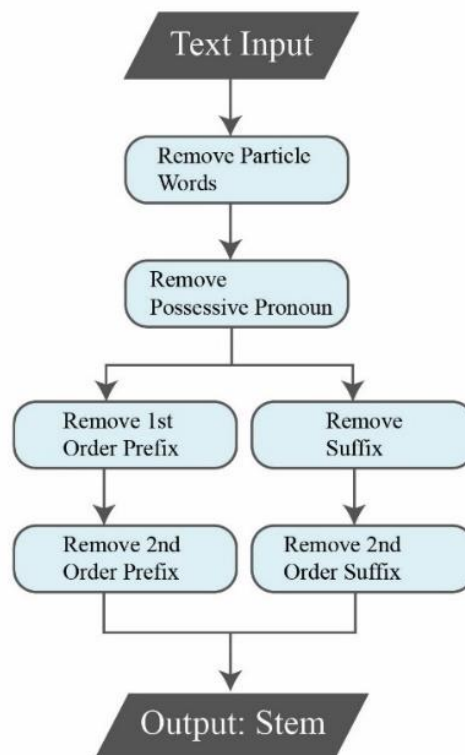 Text Input
Remove Particle
Words
Remove
Possessive Pronoun
Remove 1st
Order Prefix
Remove
Suffix
Remove 2nd
Order Prefix
Remove 2nd
Order Suffix
Output: Stem